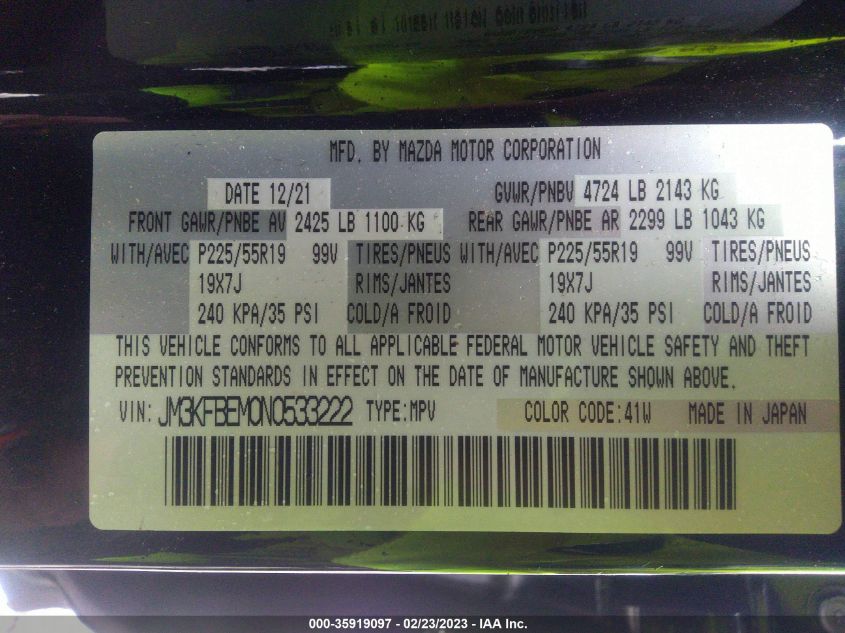 MFD. BY MAZDA MOTOR CORPORATION
DATE 12/21 GVWR/PNBV 4724 LB 2143 KG
FRONT GAWR/PNBE AV 2425 LB 1100 KG REAR GAWR/PNBE AR 2299 LB 1043 KG
WITH/AVEC P225/55R19 99V TIRES/PNEUS WITH/AVEC P225/55R19 99V TIRES/PNEUS
19X7J RIMS/JANTES 19X7J RIMS/JANTES
240 KPA/35 PSI COLD/A FROID 240 KPA/35 PSI COLD/A FROID
THIS VEHICLE CONFORMS TO ALL APPLICABLE FEDERAL MOTOR VEHICLE SAFETY AND THEFT
PREVENTION STANDARDS IN EFFECT ON THE DATE OF MANUFACTURE SHOWN ABOVE.
VIN: JM3KFBEM0N0533222 TYPE:MPV COLOR CODE:41W MADE IN JAPAN
000-35919097 - 02/23/2023 - IAA Inc.